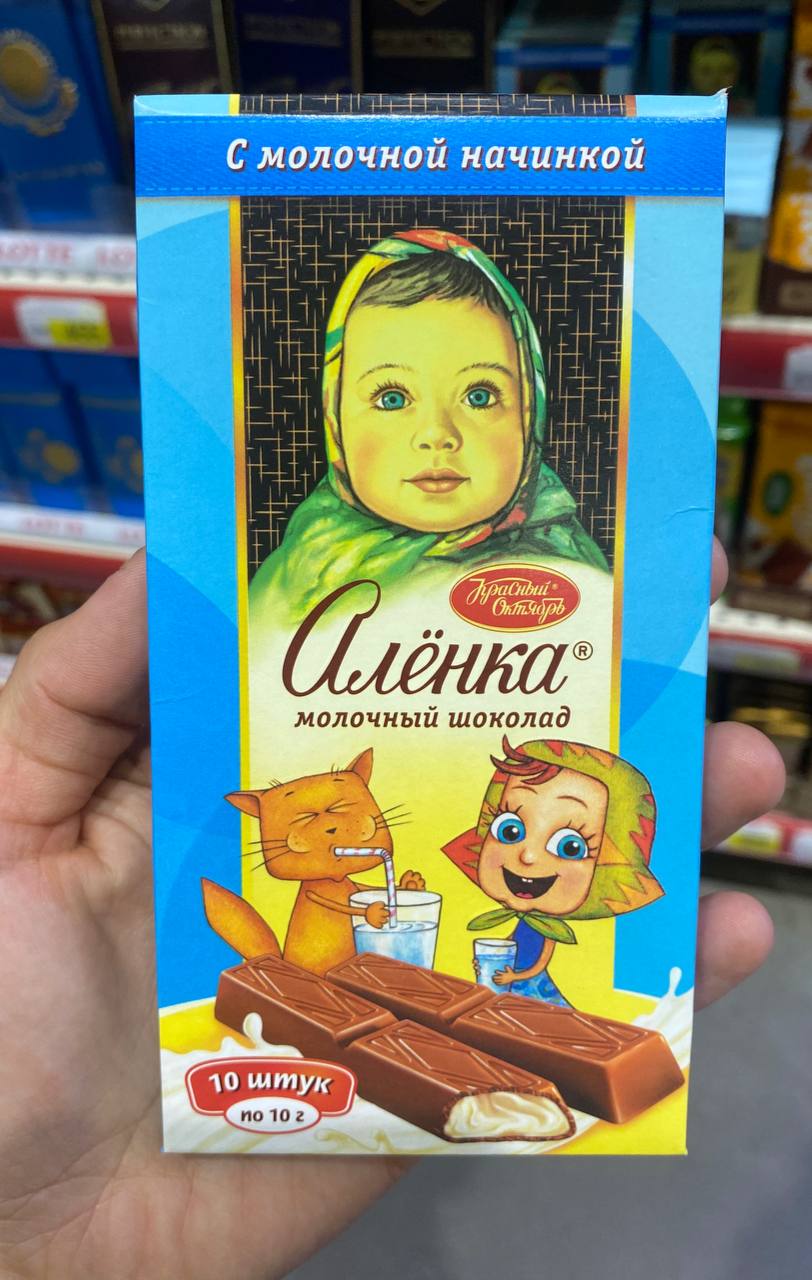 С молочной начинкой
Красный®
Октябрь
Алёнка®
молочный шоколад
10 штук
по 10 г